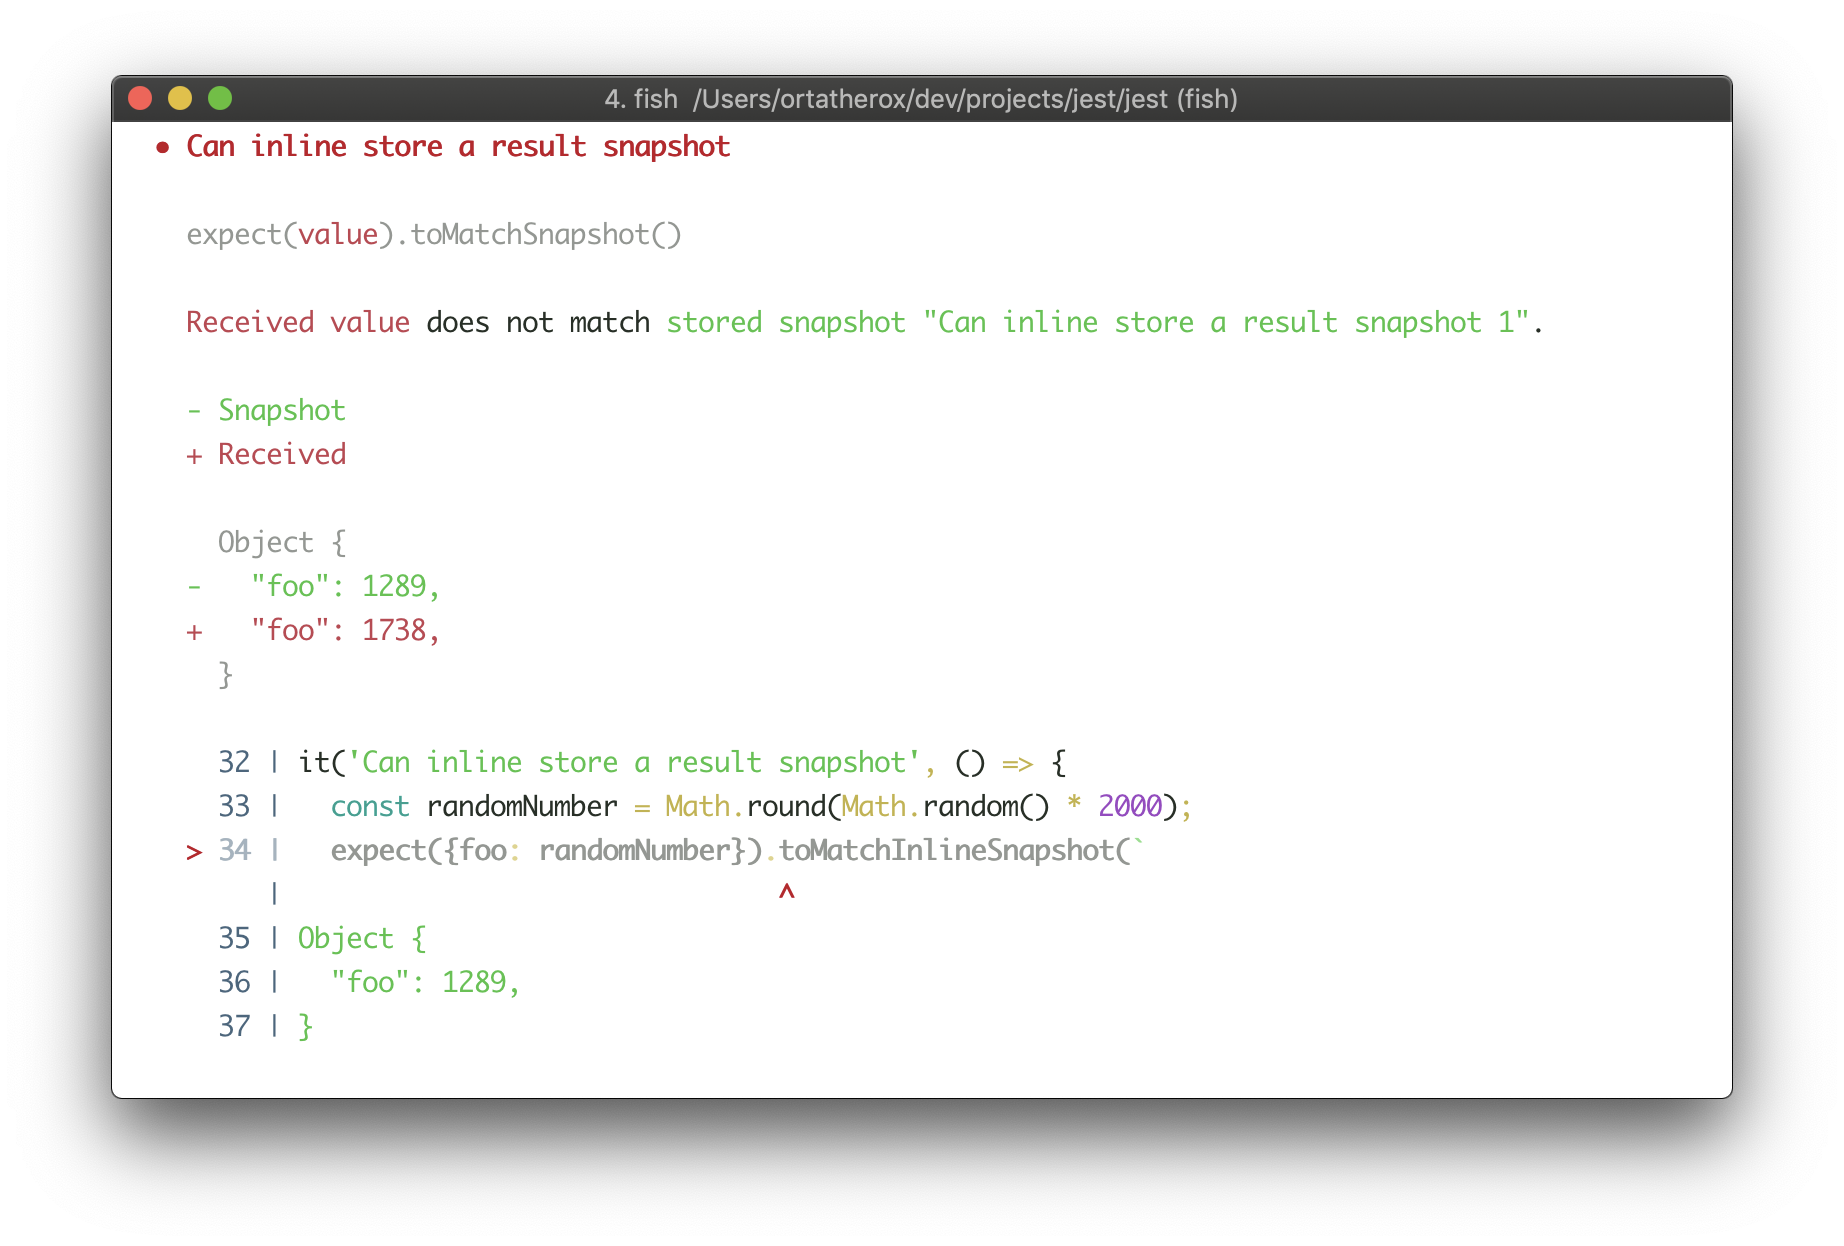 4. fish  /Users/ortatherox/dev/projects/jest/jest (fish)
● Can inline store a result snapshot
expect(value).toMatchSnapshot()
Received value does not match stored snapshot "Can inline store a result snapshot 1".
- Snapshot
+ Received
  Object {
-   "foo": 1289,
+   "foo": 1738,
  }
  32 | it('Can inline store a result snapshot', () => {
  33 |   const randomNumber = Math.round(Math.random() * 2000);
> 34 |   expect({foo: randomNumber}).toMatchInlineSnapshot(`
     |                               ^
  35 | Object {
  36 |   "foo": 1289,
  37 | }